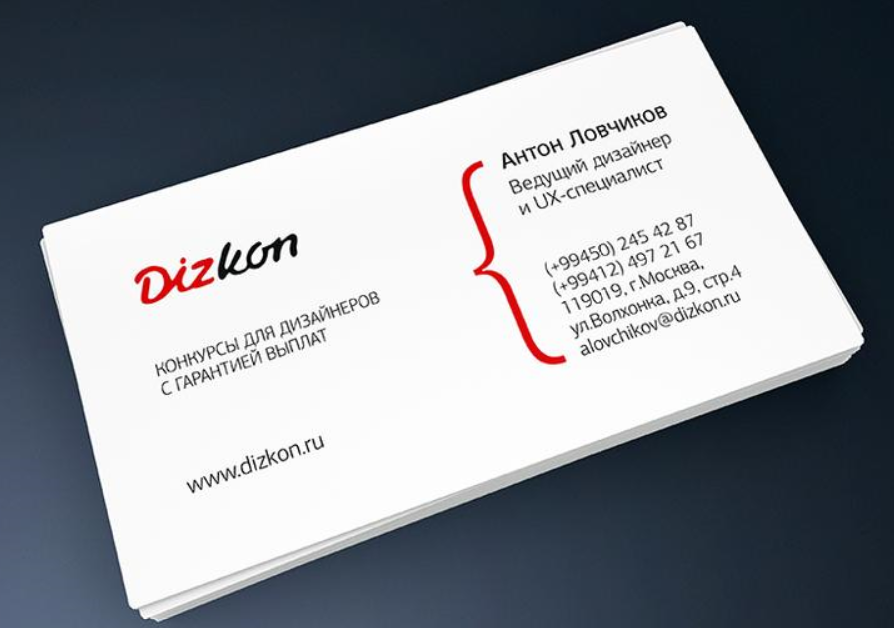 Dizkon
КОНКУРСЫ ДЛЯ ДИЗАЙНЕРОВ
С ГАРАНТИЕЙ ВЫПЛАТ
www.dizkon.ru
Антон Ловчиков
Ведущий дизайнер
и UX-специалист
(+99450) 245 42 87
(+99412) 497 21 67
119019, г.Москва,
ул.Волхонка, д.9, стр.4
alovchikov@dizkon.ru